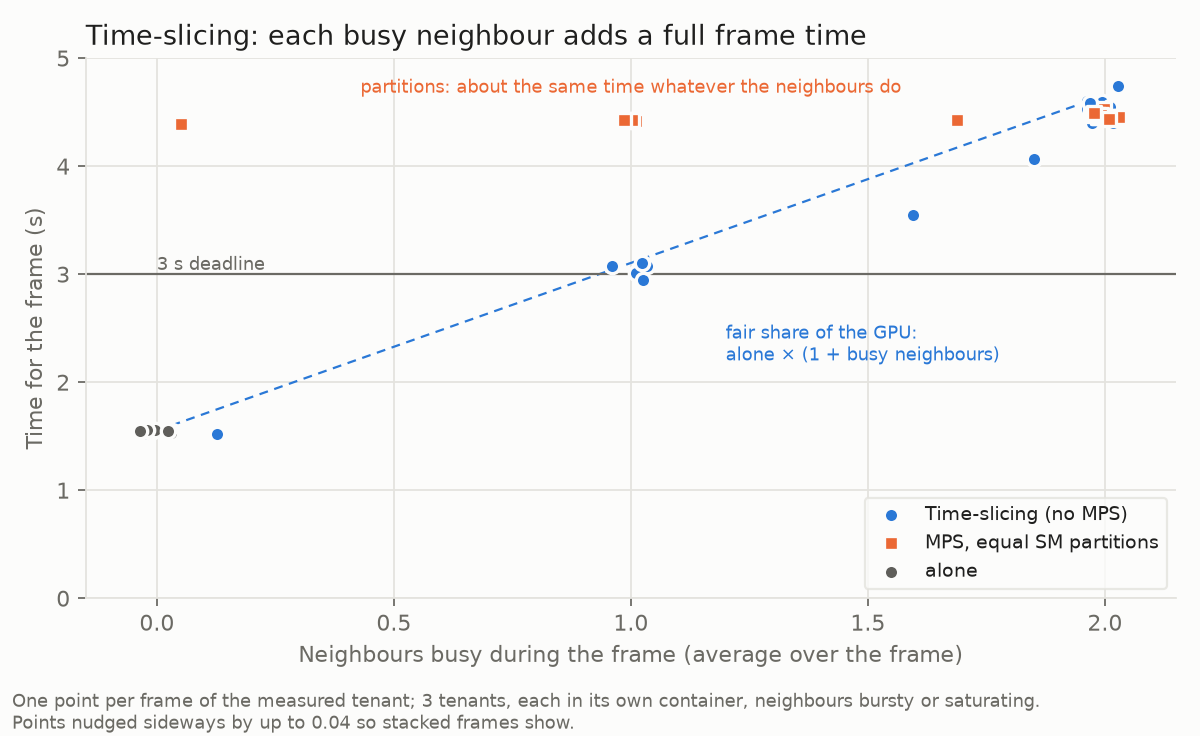 Time-slicing: each busy neighbour adds a full frame time
5
partitions: about the same time whatever the neighbours do
4
3 s deadline
3
fair share of the GPU:
alone × (1 + busy neighbours)
2
1
0
Time for the frame (s)
Time-slicing (no MPS)
MPS, equal SM partitions
alone
0.0 0.5 1.0 1.5 2.0
Neighbours busy during the frame (average over the frame)
One point per frame of the measured tenant; 3 tenants, each in its own container, neighbours bursty or saturating.
Points nudged sideways by up to 0.04 so stacked frames show.